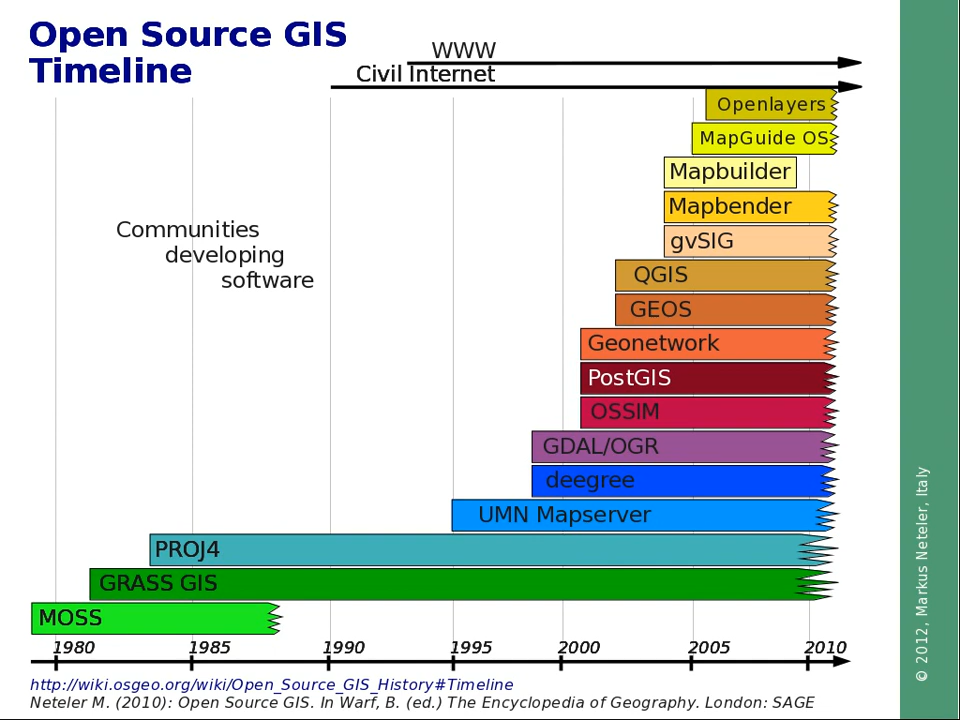 Open Source GIS
Timeline
WWW
Civil Internet
Openlayers
MapGuide OS
Mapbuilder
Mapbender
gvSIG
QGIS
GEOS
Geonetwork
PostGIS
OSSIM
GDAL/OGR
deegree
UMN Mapserver
PROJ4
GRASS GIS
MOSS
Communities
developing
software
1980 1985 1990 1995 2000 2005 2010
http://wiki.osgeo.org/wiki/Open_Source_GIS_History#Timeline
Neteler M. (2010): Open Source GIS. In Warf, B. (ed.) The Encyclopedia of Geography. London: SAGE
© 2012, Markus Neteler, Italy